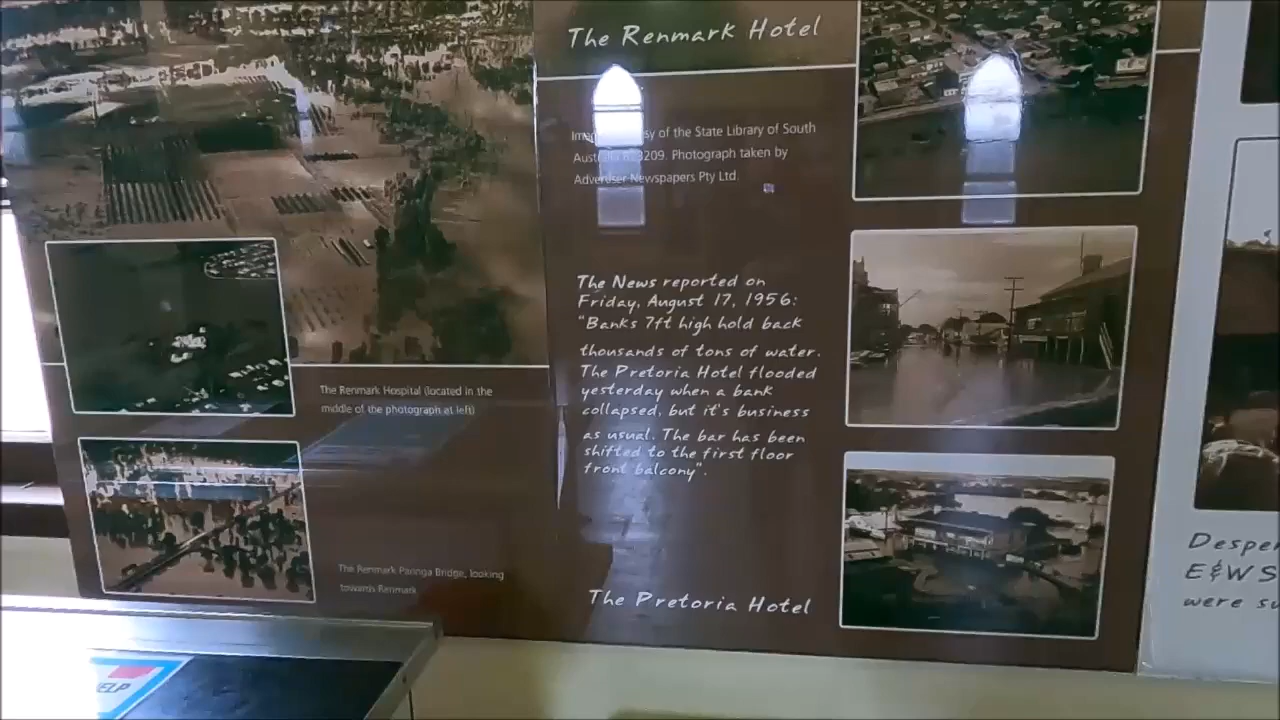 The Renmark Hotel
of the State Library of South
3209. Photograph taken by
Advertiser Newspapers Pty Ltd.
The News reported on
Friday, August 17, 1956:
"Banks 7ft high hold back
thousands of tons of water.
The Pretoria Hotel flooded
yesterday when a bank
collapsed, but it's business
as usual. The bar has been
shifted to the first floor
front balcony".
The Pretoria Hotel
The Renmark Hospital (located in the
middle of the photograph at left)
The Renmark Paringa Bridge, looking
towards Renmark
E&WS
were